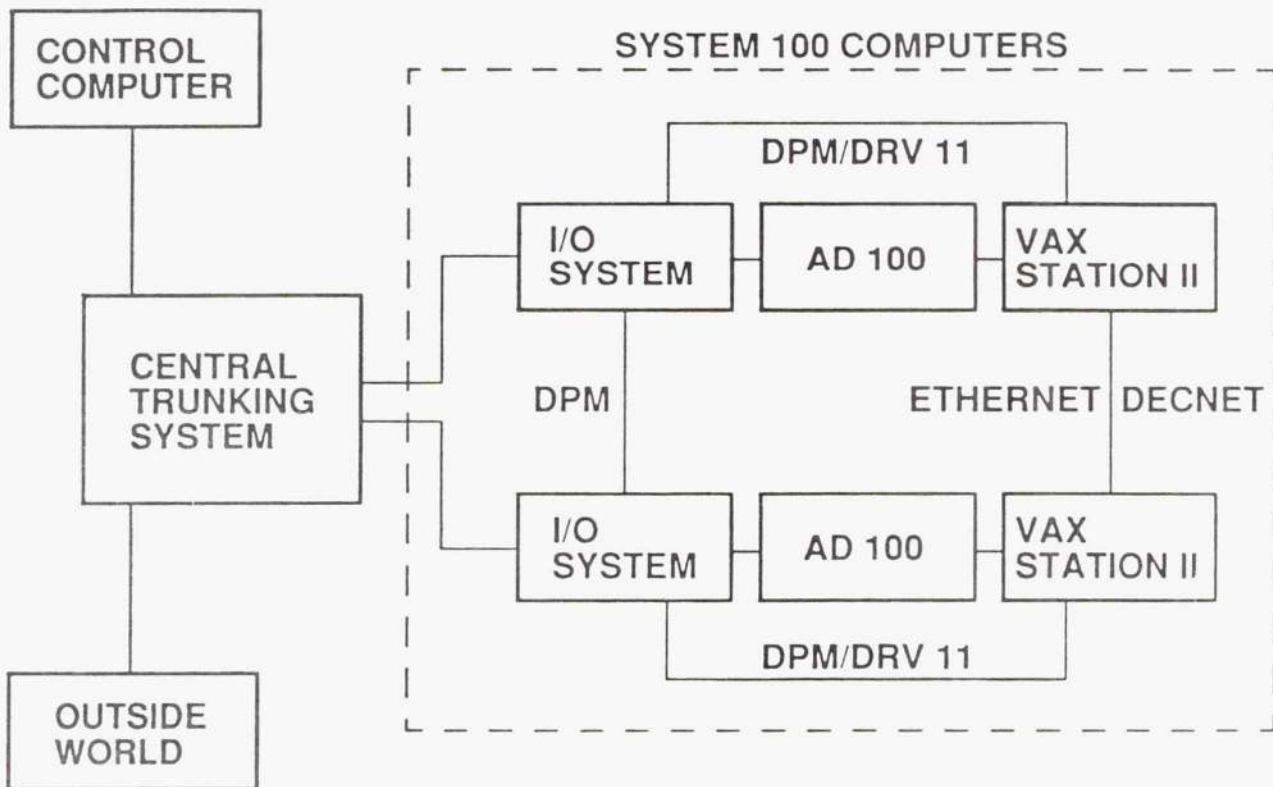 CONTROL
COMPUTER
SYSTEM 100 COMPUTERS
DPM/DRV 11
I/O
SYSTEM
AD 100
VAX
STATION II
CENTRAL
TRUNKING
SYSTEM
DPM
ETHERNET
DECNET
I/O
SYSTEM
AD 100
VAX
STATION II
DPM/DRV 11
OUTSIDE
WORLD